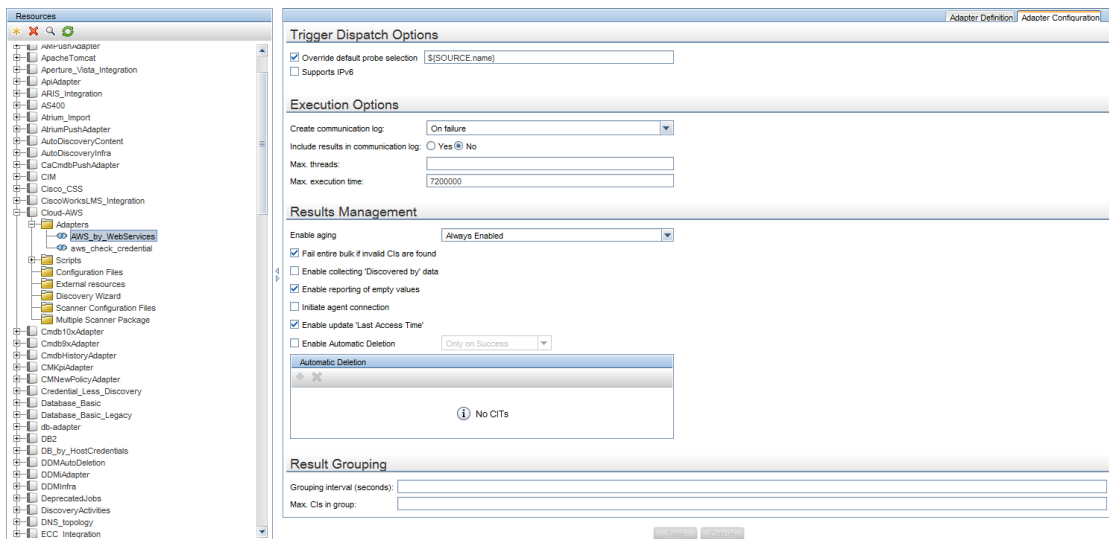 Resources
AMPushAdapter
ApacheTomcat
Aperture_Vista_Integration
ApiAdapter
ARIS_Integration
AS400
Atrium_Import
AtriumPushAdapter
AutoDiscoveryContent
AutoDiscoveryInfra
CaCmdbPushAdapter
CIM
Cisco_CSS
CiscoWorksLMS_Integration
Cloud-AWS
Adapters
AWS_by_WebServices
aws_check_credential
Scripts
Configuration Files
External resources
Discovery Wizard
Scanner Configuration Files
Multiple Scanner Package
Cmdb10xAdapter
Cmdb9xAdapter
CmdbHistoryAdapter
CMKpiAdapter
CMNewPolicyAdapter
Credential_Less_Discovery
Database_Basic
Database_Basic_Legacy
db-adapter
DB2
DB_by_HostCredentials
DDMAutoDeletion
DDMiAdapter
DDMInfra
DeprecatedJobs
DiscoveryActivities
DNS_topology
ECC_Integration
Adapter Definition Adapter Configuration
Trigger Dispatch Options
Override default probe selection ${SOURCE.name}
Supports IPv6
Execution Options
Create communication log: On failure
Include results in communication log: Yes No
Max. threads:
Max. execution time: 7200000
Results Management
Enable aging Always Enabled
Fail entire bulk if invalid CIs are found
Enable collecting 'Discovered by' data
Enable reporting of empty values
Initiate agent connection
Enable update 'Last Access Time'
Enable Automatic Deletion Only on Success
Automatic Deletion
No CITs
Result Grouping
Grouping interval (seconds):
Max. CIs in group:
Save Cancel